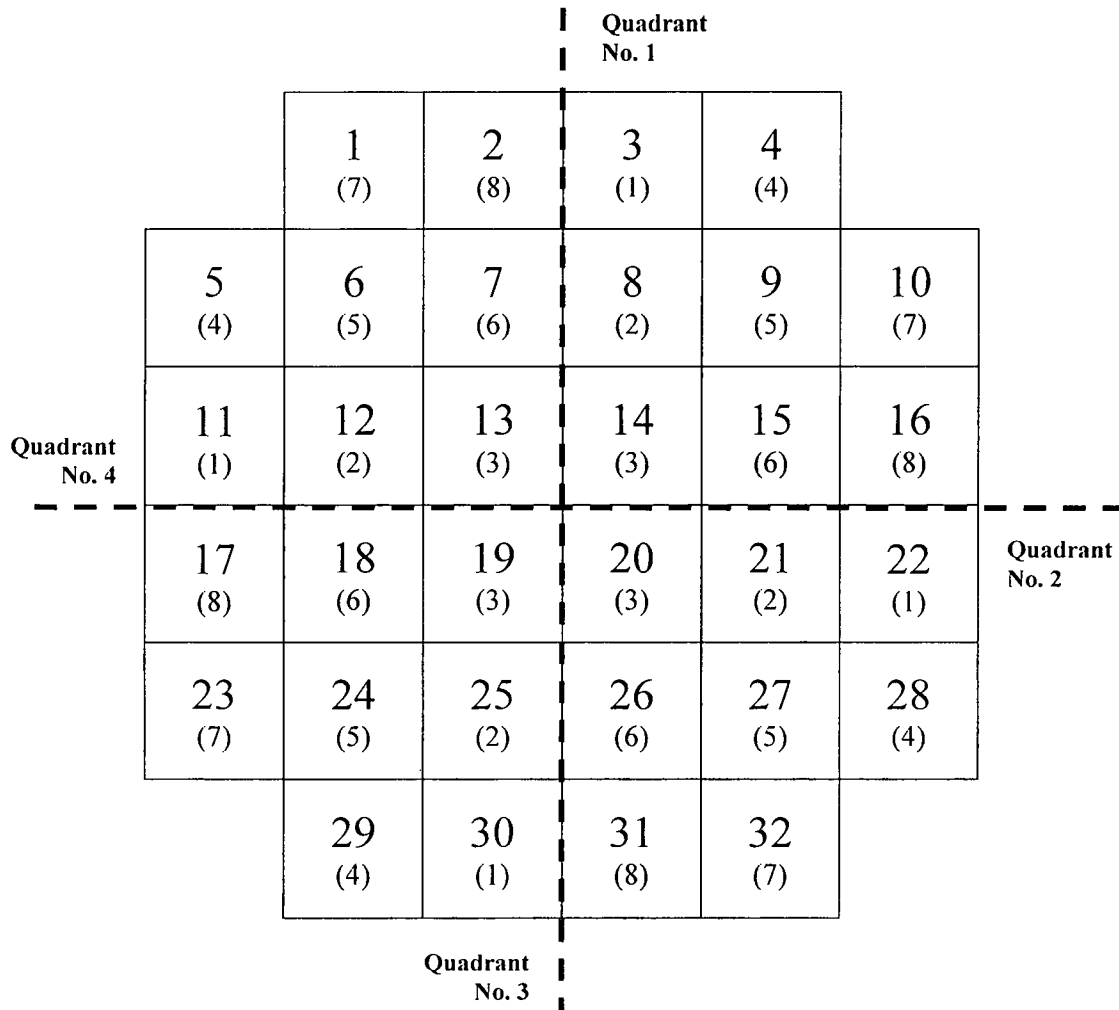 Quadrant
No. 1
1 2 3 4
(7) (8) (1) (4)
5 6 7 8 9 10
(4) (5) (6) (2) (5) (7)
11 12 13 14 15 16
(1) (2) (3) (3) (6) (8)
Quadrant
No. 4
17 18 19 20 21 22
(8) (6) (3) (3) (2) (1)
Quadrant
No. 2
23 24 25 26 27 28
(7) (5) (2) (6) (5) (4)
29 30 31 32
(4) (1) (8) (7)
Quadrant
No. 3